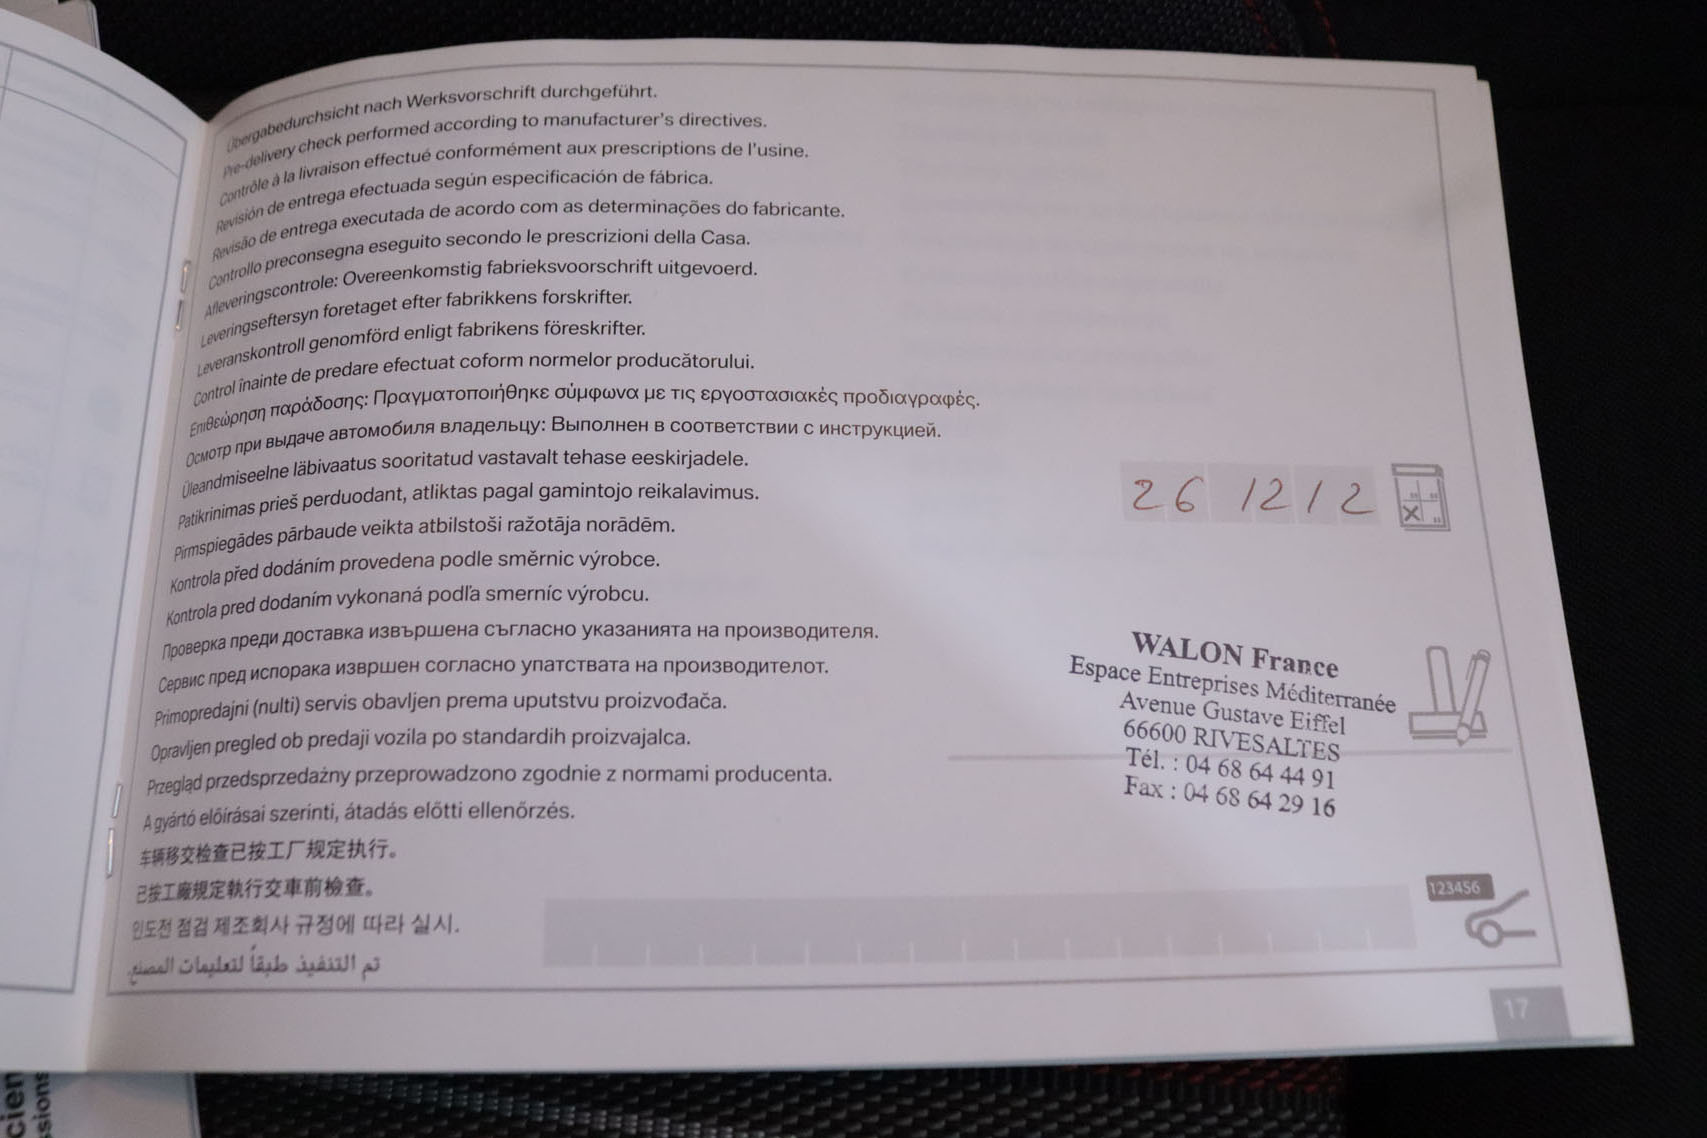 Übergabedurchsicht nach Werksvorschrift durchgeführt.
Pre-delivery check performed according to manufacturer's directives.
Contrôle à la livraison effectué conformément aux prescriptions de l'usine.
Revisión de entrega efectuada según especificación de fábrica.
Revisão de entrega executada de acordo com as determinações do fabricante.
Controllo preconsegna eseguito secondo le prescrizioni della Casa.
Afleveringscontrole: Overeenkomstig fabrieksvoorschrift uitgevoerd.
Leveringseftersyn foretaget efter fabrikkens forskrifter.
Leveranskontroll genomförd enligt fabrikens föreskrifter.
Control înainte de predare efectuat coform normelor producătorului.
Επιθεώρηση παράδοσης: Πραγματοποιήθηκε σύμφωνα με τις εργοστασιακές προδιαγραφές.
Осмотр при выдаче автомобиля владельцу: Выполнен в соответствии с инструкцией.
Üleandmiseelne läbivaatus sooritatud vastavalt tehase eeskirjadele.
Patikrinimas prieš perduodant, atliktas pagal gamintojo reikalavimus.
Pirmspiegādes pārbaude veikta atbilstoši ražotāja norādēm.
Kontrola před dodáním provedena podle směrnic výrobce.
Kontrola pred dodaním vykonaná podľa smerníc výrobcu.
Проверка преди доставка извършена съгласно указанията на производителя.
Сервис пред испорака извршен согласно упатствата на производителот.
Primopredajni (nulti) servis obavljen prema uputstvu proizvođača.
Opravljen pregled ob predaji vozila po standardih proizvajalca.
Przegląd przedsprzedażny przeprowadzono zgodnie z normami producenta.
A gyártó előírásai szerinti, átadás előtti ellenőrzés.
车辆移交检查已按工厂规定执行。
已按工廠規定執行交車前檢查。
인도전 점검 제조회사 규정에 따라 실시.
تم التنفيذ طبقاً لتعليمات المصنع.
26 12 12
WALON France
Espace Entreprises Méditerranée
Avenue Gustave Eiffel
66600 RIVESALTES
Tél. : 04 68 64 44 91
Fax : 04 68 64 29 16
123456
17